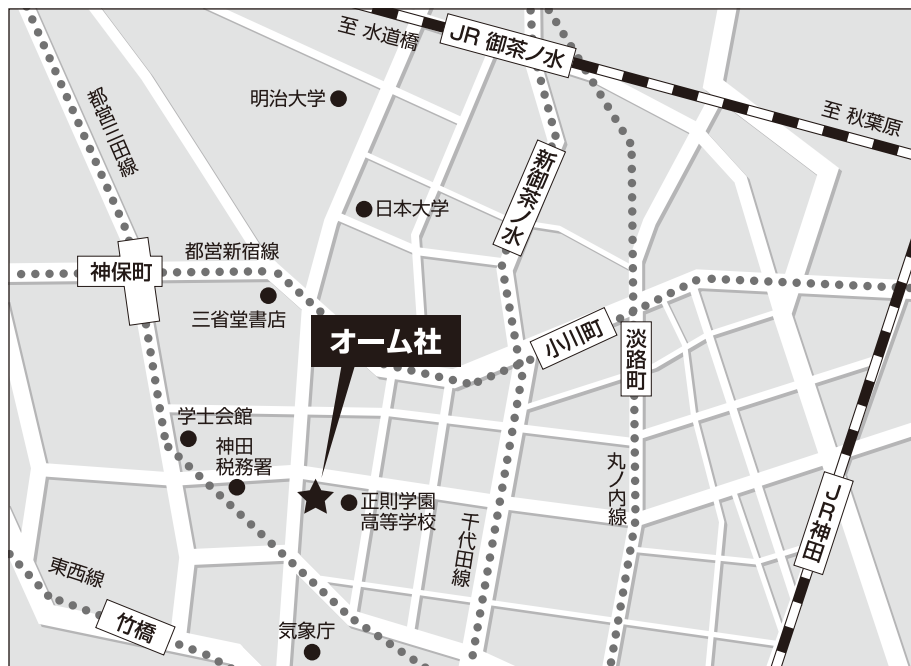 至 水道橋
JR 御茶ノ水
明治大学
至 秋葉原
都営三田線
新御茶ノ水
日本大学
都営新宿線
神保町
三省堂書店
オーム社
小川町
淡路町
学士会館
神田
税務署
正則学園
高等学校
丸ノ内線
千代田線
JR神田
東西線
竹橋
気象庁